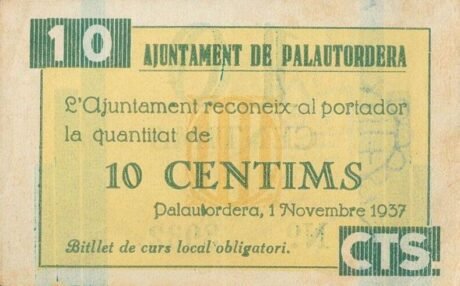 10
AJUNTAMENT DE PALAUTORDERA
L'Ajuntament reconeix al portador
la quantitat de
10 CENTIMS
Palautordera, 1 Novembre 1937
Bitllet de curs local obligatori.
CTS.